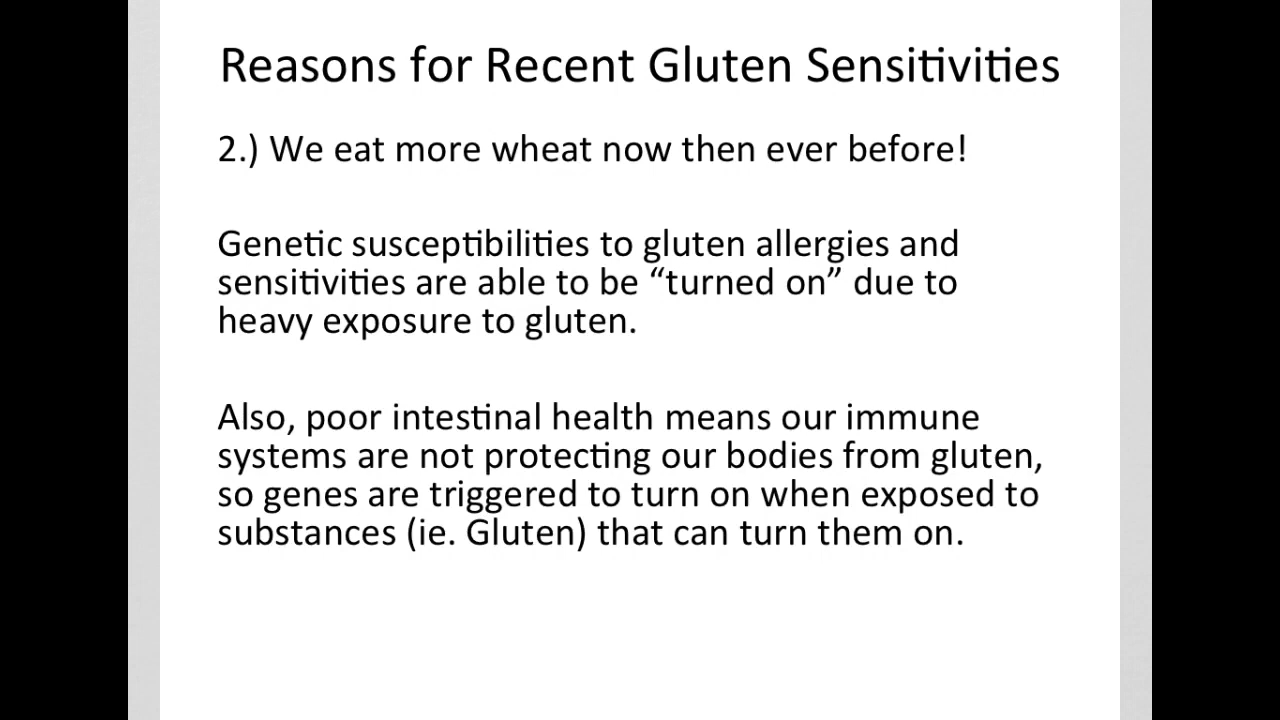 Reasons for Recent Gluten Sensitivities
2.) We eat more wheat now then ever before!
Genetic susceptibilities to gluten allergies and
sensitivities are able to be “turned on” due to
heavy exposure to gluten.
Also, poor intestinal health means our immune
systems are not protecting our bodies from gluten,
so genes are triggered to turn on when exposed to
substances (ie. Gluten) that can turn them on.